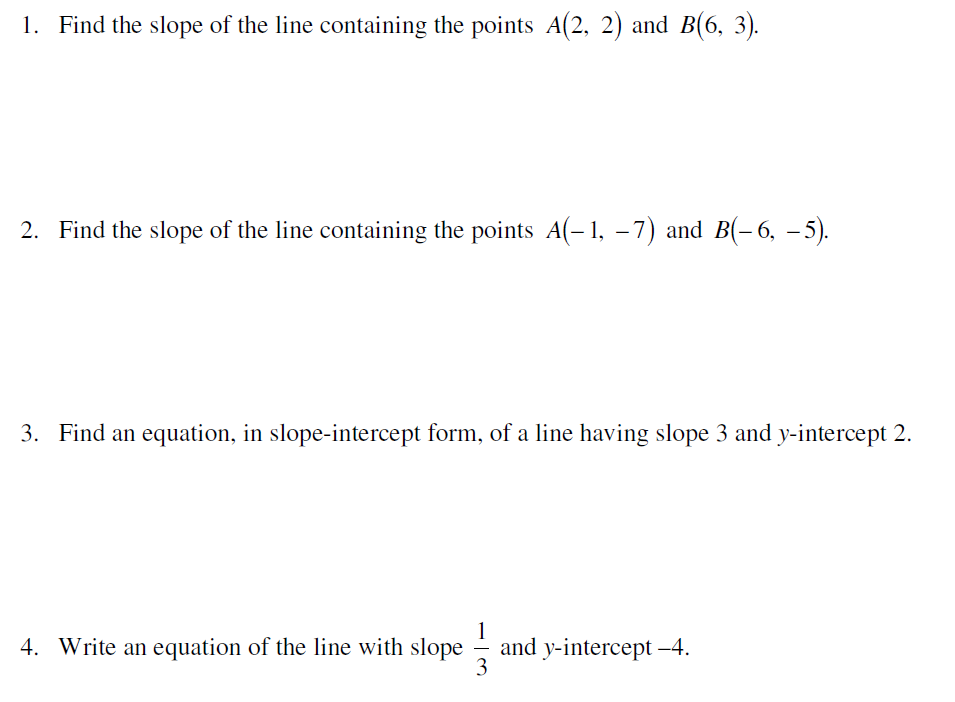 1. Find the slope of the line containing the points A(2, 2) and B(6, 3).
2. Find the slope of the line containing the points A(– 1, – 7) and B(– 6, – 5).
3. Find an equation, in slope-intercept form, of a line having slope 3 and y-intercept 2.
4. Write an equation of the line with slope 1/3 and y-intercept –4.